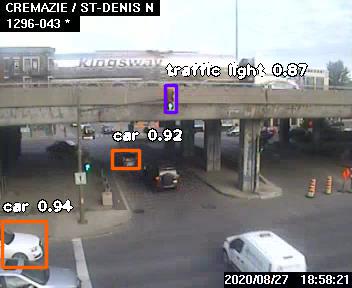 CREMAZIE / ST-DENIS N
1296-043 *
Kingsway
traffic light 0.87
car 0.92
car 0.94
2020/08/27 18:58:21